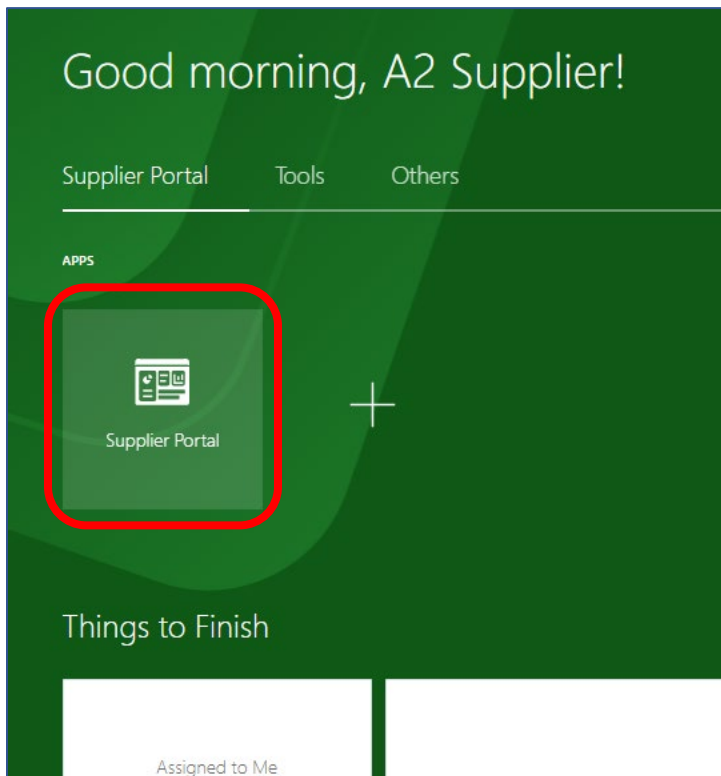 Good morning, A2 Supplier!
Supplier Portal Tools Others
APPS
Supplier Portal
Things to Finish
Assigned to Me